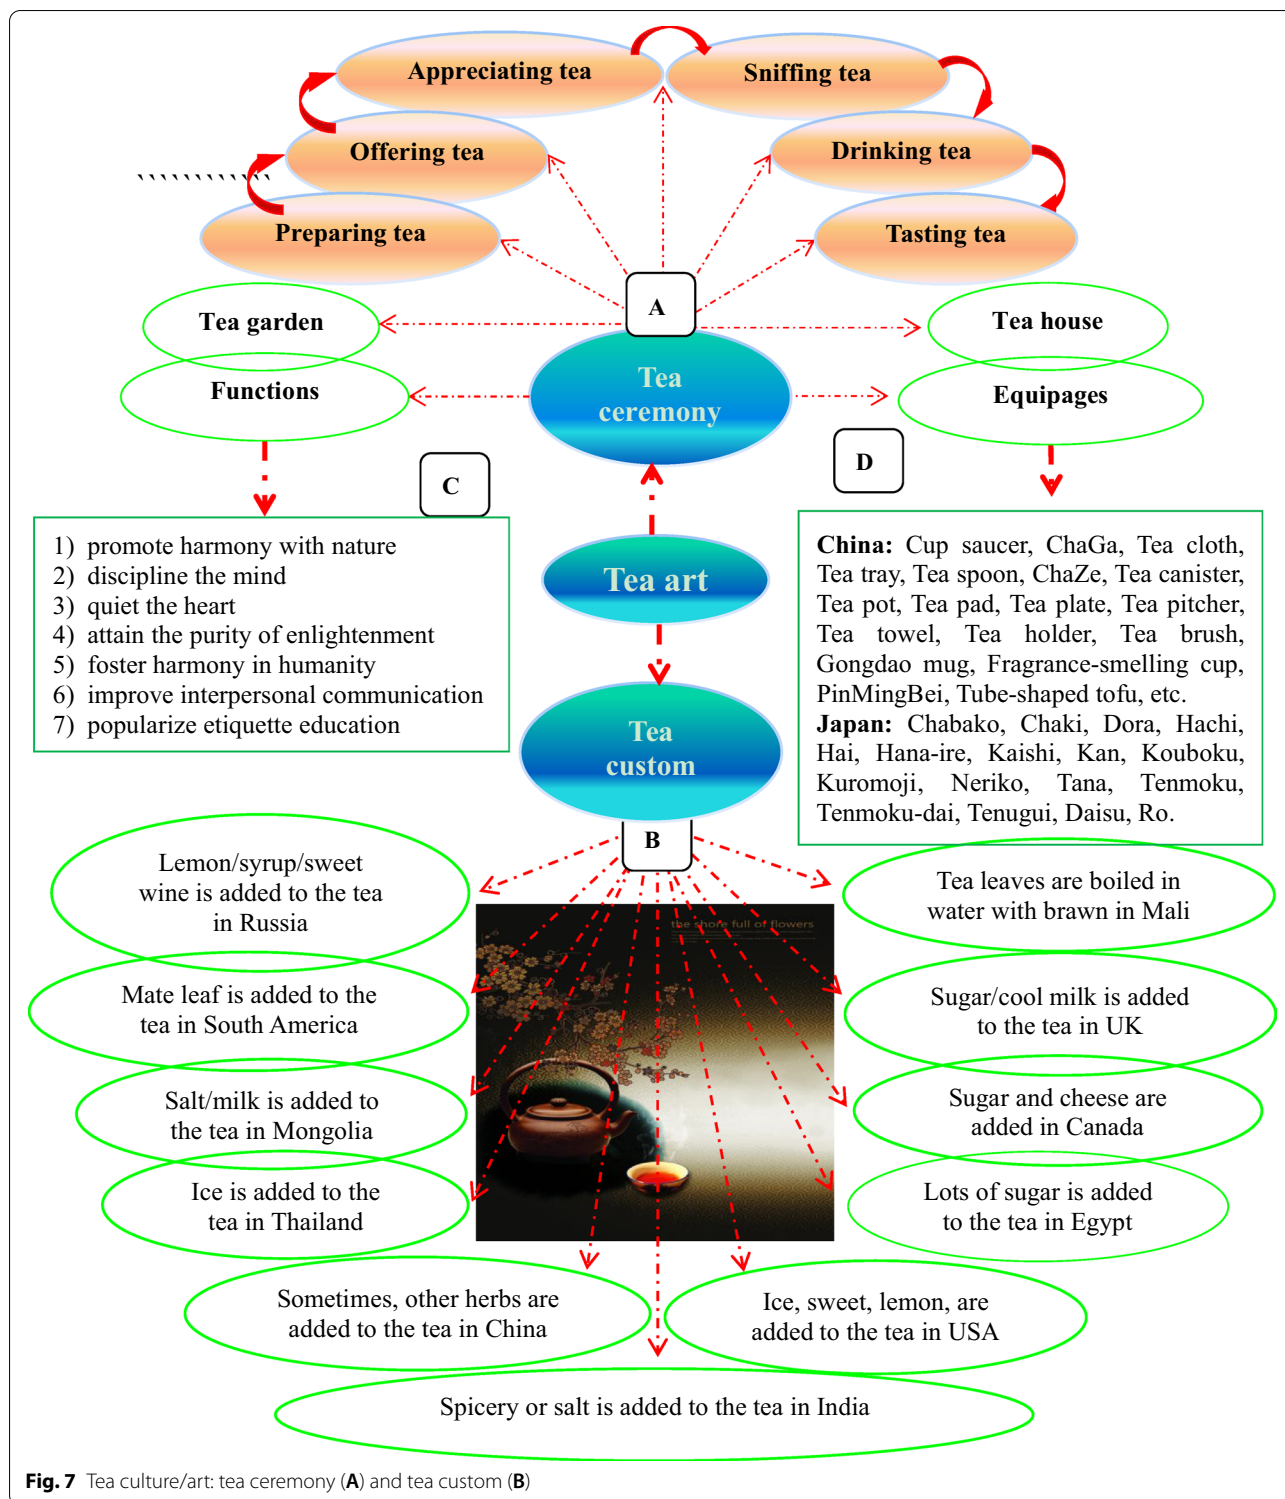 Appreciating tea
Sniffing tea
Offering tea
Drinking tea
Preparing tea
Tasting tea
A
Tea garden
Tea house
Functions
Tea
ceremony
Equipages
C
D
1) promote harmony with nature
2) discipline the mind
3) quiet the heart
4) attain the purity of enlightenment
5) foster harmony in humanity
6) improve interpersonal communication
7) popularize etiquette education
Tea art
China: Cup saucer, ChaGa, Tea cloth,
Tea tray, Tea spoon, ChaZe, Tea canister,
Tea pot, Tea pad, Tea plate, Tea pitcher,
Tea towel, Tea holder, Tea brush,
Gongdao mug, Fragrance-smelling cup,
PinMingBei, Tube-shaped tofu, etc.
Japan: Chabako, Chaki, Dora, Hachi,
Hai, Hana-ire, Kaishi, Kan, Kouboku,
Kuromoji, Neriko, Tana, Tenmoku,
Tenmoku-dai, Tenugui, Daisu, Ro.
Tea
custom
B
Lemon/syrup/sweet
wine is added to the tea
in Russia
Tea leaves are boiled in
water with brawn in Mali
the shore full of flowers
Mate leaf is added to the
tea in South America
Sugar/cool milk is added
to the tea in UK
Salt/milk is added to
the tea in Mongolia
Sugar and cheese are
added in Canada
Ice is added to the
tea in Thailand
Lots of sugar is added
to the tea in Egypt
Sometimes, other herbs are
added to the tea in China
Ice, sweet, lemon, are
added to the tea in USA
Spicery or salt is added to the tea in India
Fig. 7 Tea culture/art: tea ceremony (A) and tea custom (B)